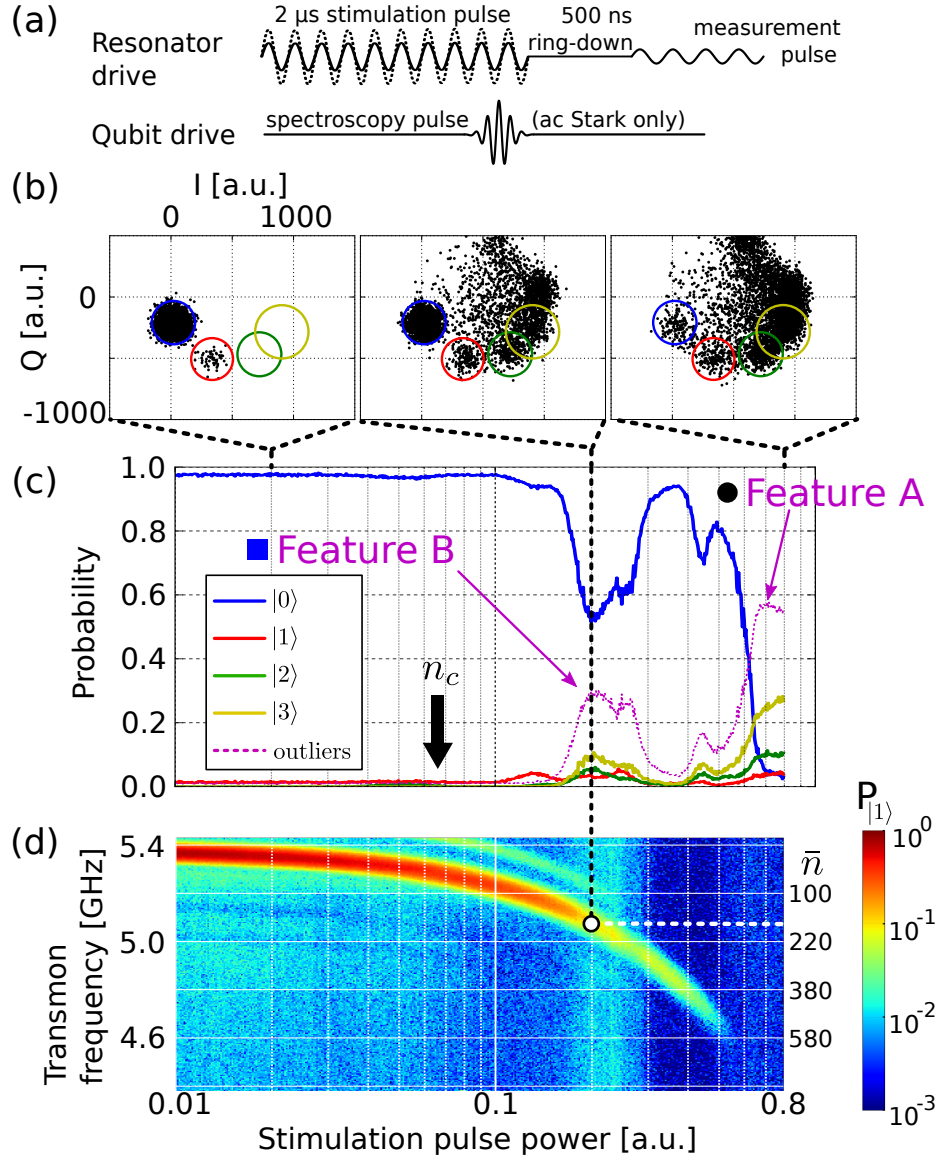 (a)
2 μs stimulation pulse
500 ns
ring-down
measurement
pulse
Resonator
drive
Qubit drive
spectroscopy pulse
(ac Stark only)
(b)
I [a.u.]
0 1000
Q [a.u.]
0
-1000
(c)
Probability
1.0
0.8
0.6
0.4
0.2
0.0
Feature A
Feature B
|0⟩
|1⟩
|2⟩
|3⟩
outliers
n_c
(d)
Transmon
frequency [GHz]
5.4
5.0
4.6
n̄
100
220
380
580
P|1⟩
10^0
10^-1
10^-2
10^-3
0.01 0.1 0.8
Stimulation pulse power [a.u.]